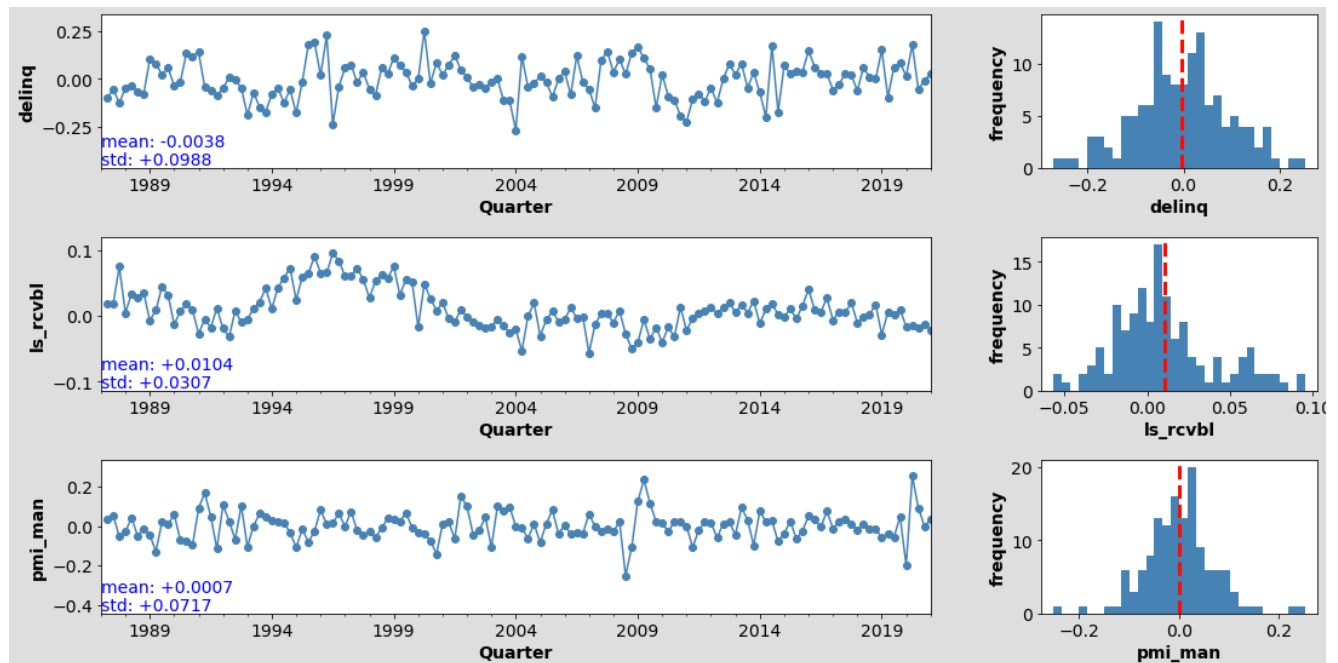 0.25
0.00
−0.25
delinq
mean: -0.0038
std: +0.0988
1989 1994 1999 2004 2009 2014 2019
Quarter
10
5
0
frequency
−0.2 0.0 0.2
delinq
0.1
0.0
−0.1
ls_rcvbl
mean: +0.0104
std: +0.0307
1989 1994 1999 2004 2009 2014 2019
Quarter
15
10
5
0
frequency
−0.05 0.00 0.05 0.10
ls_rcvbl
0.2
0.0
−0.2
−0.4
pmi_man
mean: +0.0007
std: +0.0717
1989 1994 1999 2004 2009 2014 2019
Quarter
20
10
0
frequency
−0.2 0.0 0.2
pmi_man